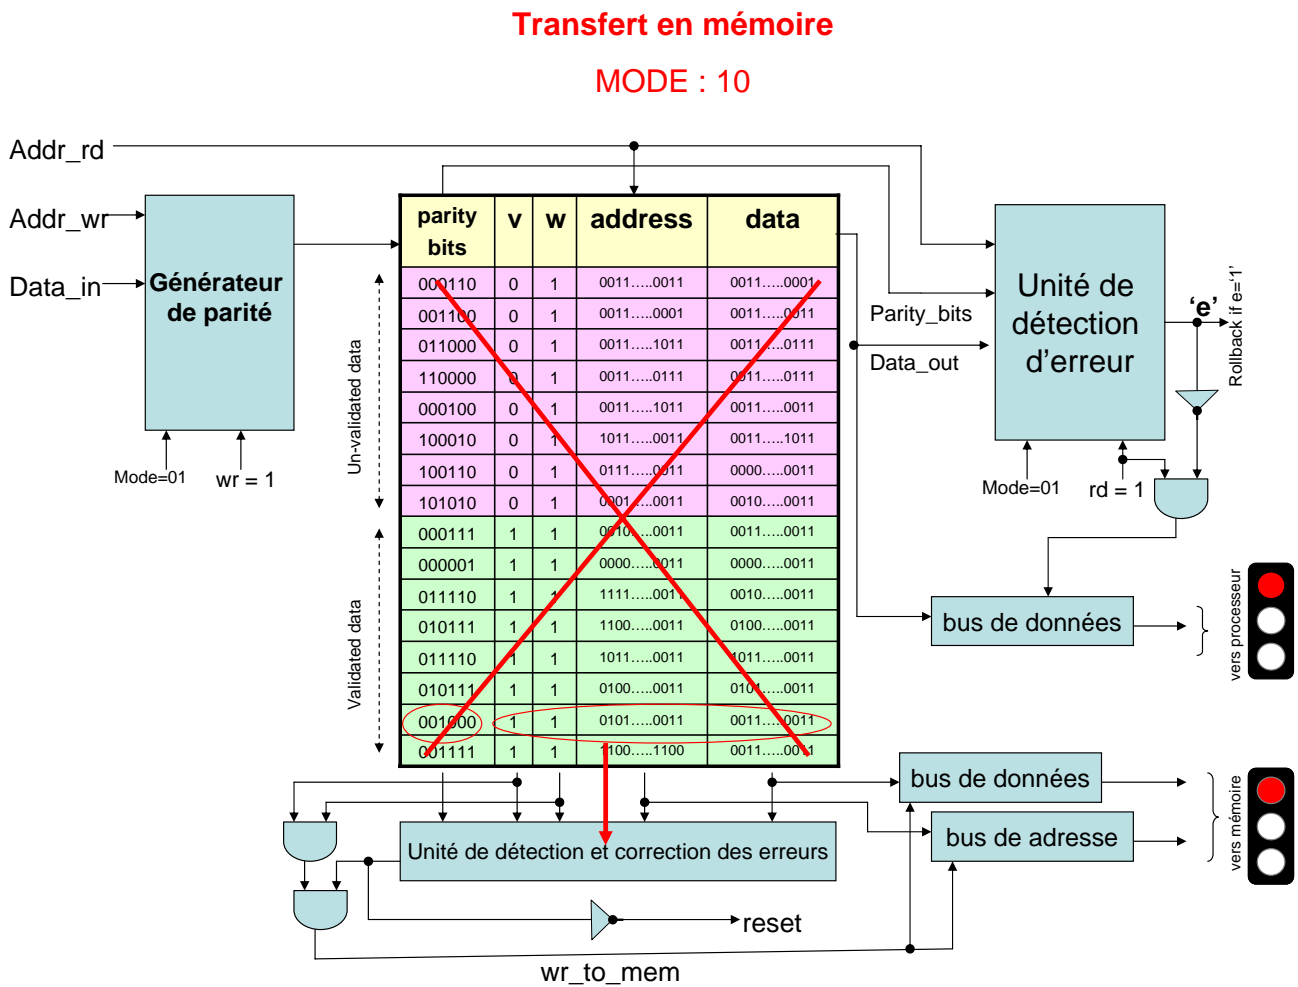 Transfert en mémoire
MODE : 10
Addr_rd
Addr_wr
Data_in
Générateur
de parité
Mode=01
wr = 1
Un-validated data
Validated data
parity bits v w address data
000110 0 1 0011…..0011 0011…..0001
001100 0 1 0011…..0001 0011…..0011
011000 0 1 0011…..1011 0011…..0111
110000 0 1 0011…..0111 0011…..0111
000100 0 1 0011…..1011 0011…..0011
100010 0 1 1011…..0011 0011…..1011
100110 0 1 0111…..0011 0000…..0011
101010 0 1 0001…..0011 0010…..0011
000111 1 1 0010…..0011 0011…..0011
000001 1 1 0000…..0011 0000…..0011
011110 1 1 1111…..0011 0010…..0011
010111 1 1 1100…..0011 0100…..0011
011110 1 1 1011…..0011 1011…..0011
010111 1 1 0100…..0011 0101…..0011
001000 1 1 0101…..0011 0011…..0011
001111 1 1 1100…..1100 0011…..0011
Parity_bits
Data_out
Unité de
détection
d’erreur
‘e’
Rollback if e=‘1’
Mode=01
rd = 1
bus de données
vers processeur
bus de données
bus de adresse
vers mémoire
Unité de détection et correction des erreurs
reset
wr_to_mem